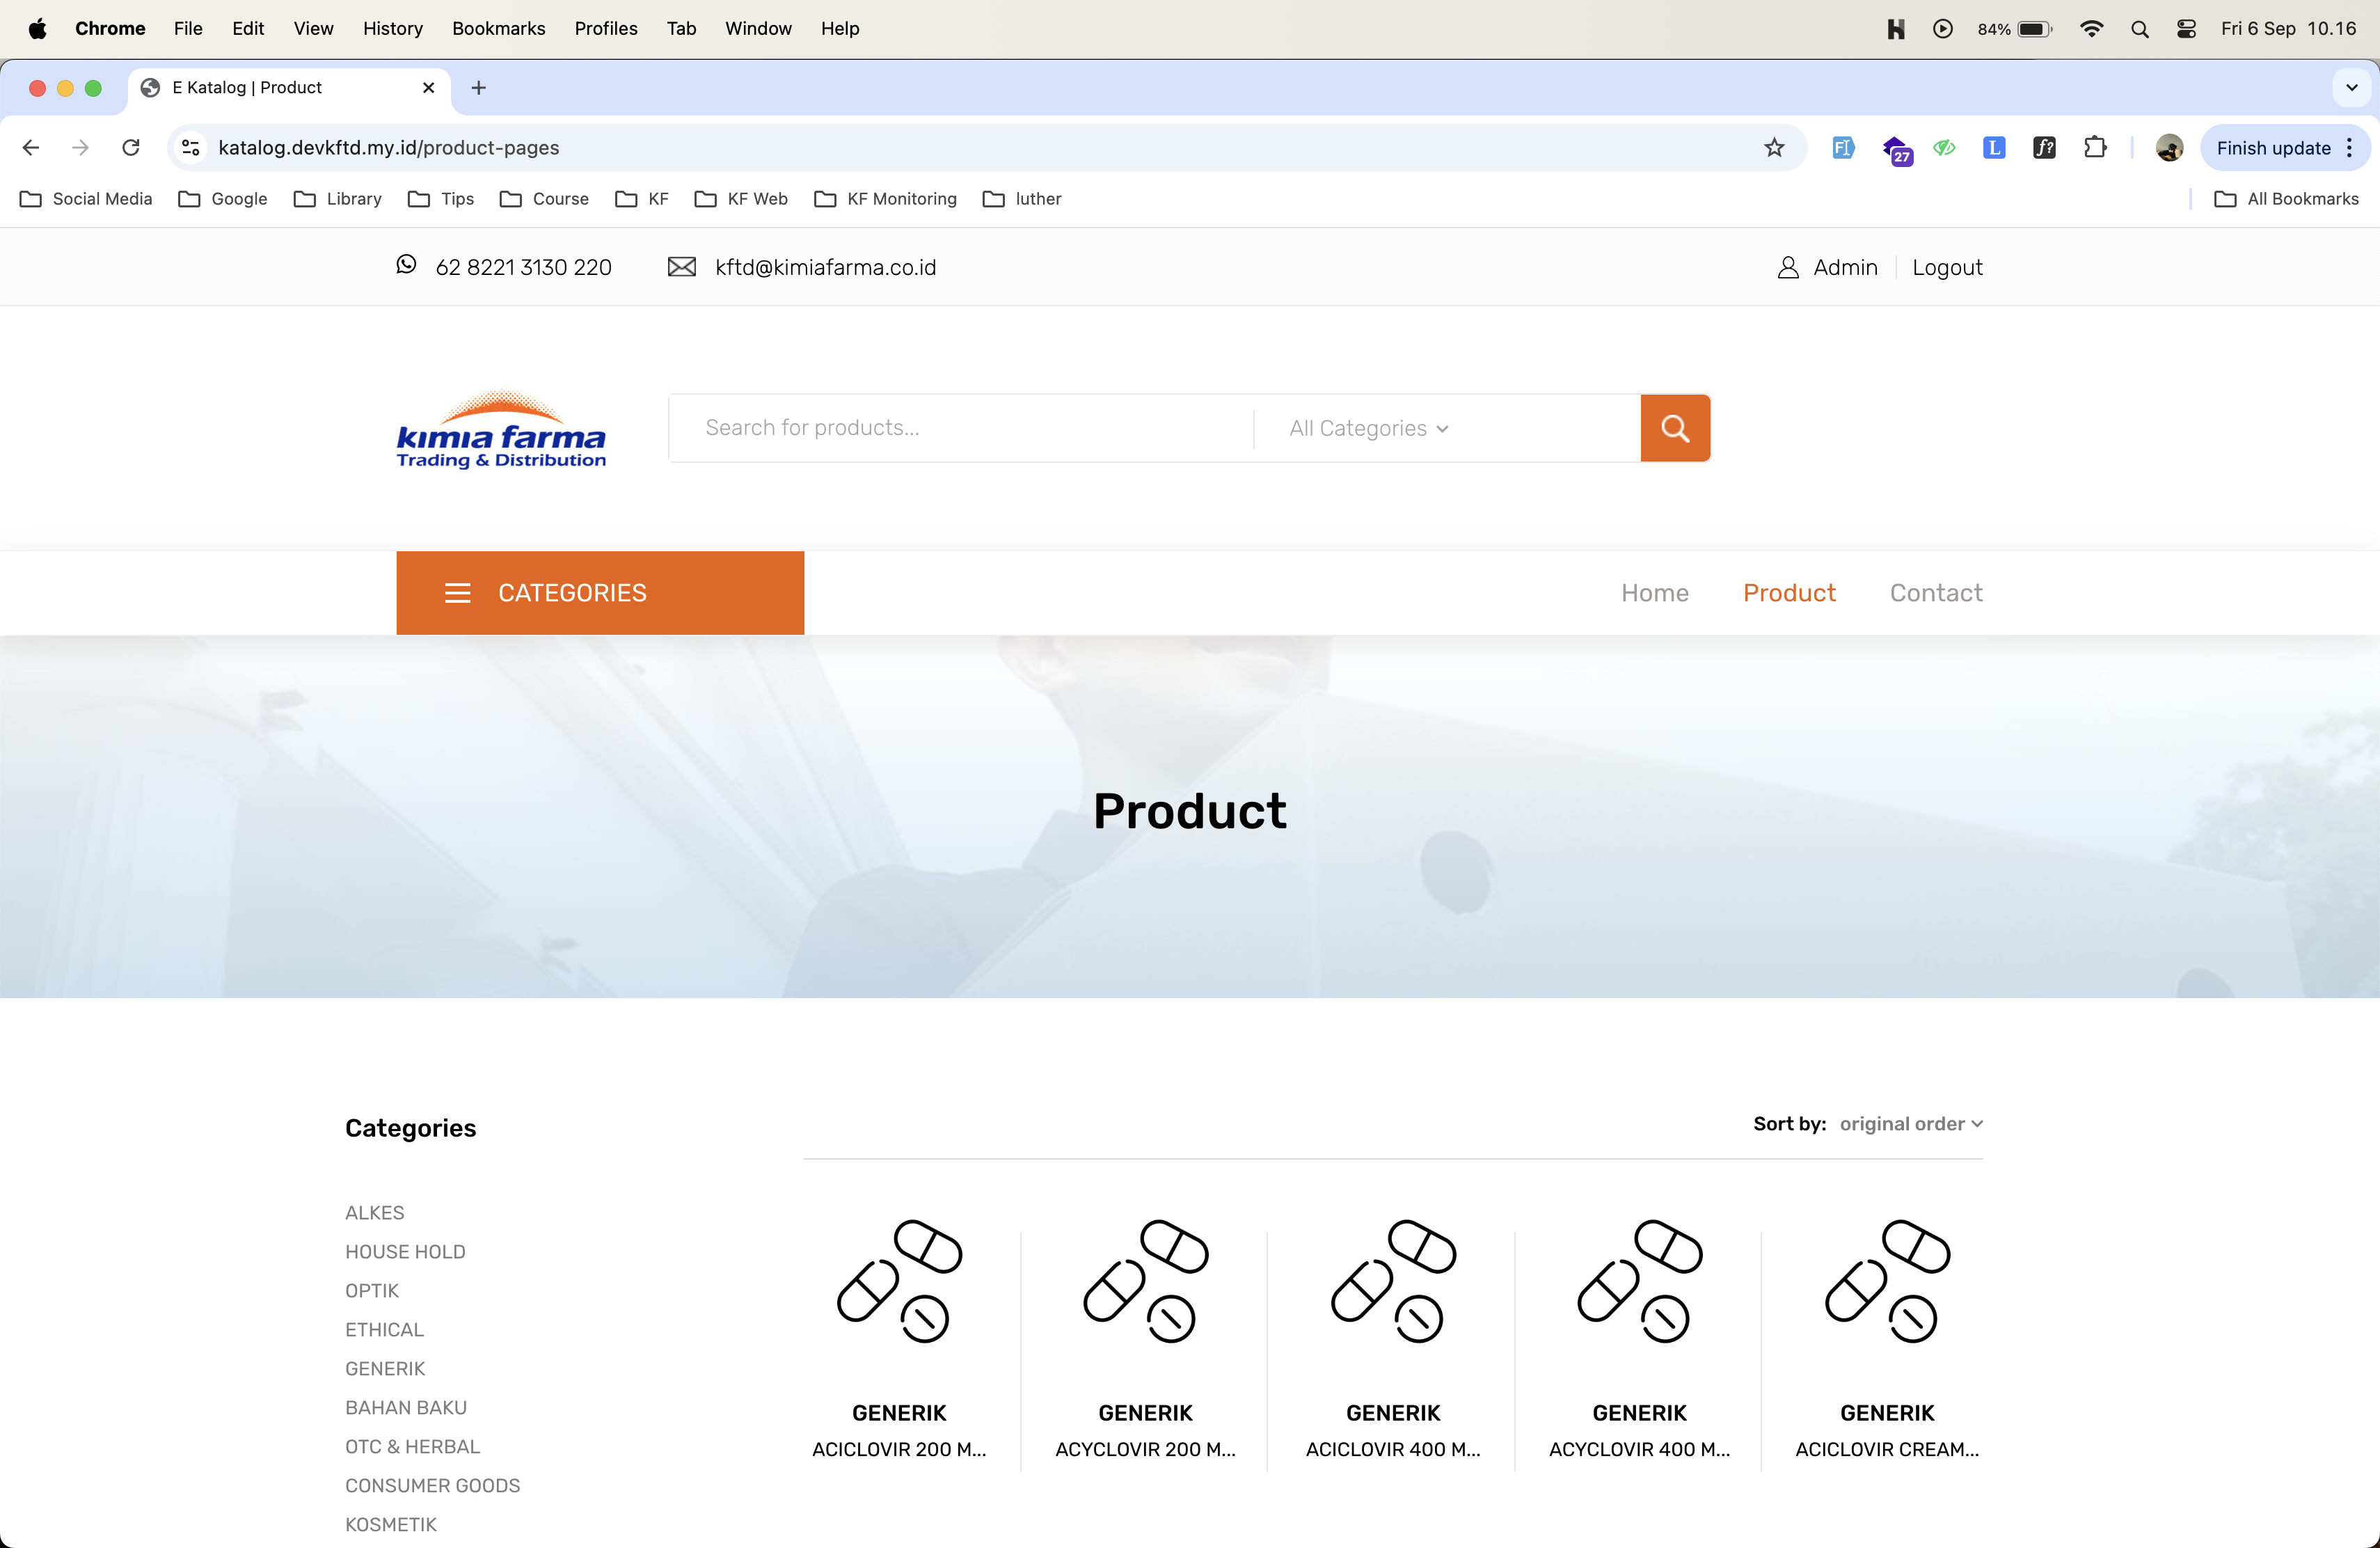 Chrome File Edit View History Bookmarks Profiles Tab Window Help 84% Fri 6 Sep 10.16
E Katalog | Product
katalog.devkftd.my.id/product-pages 27 L f? Finish update
Social Media Google Library Tips Course KF KF Web KF Monitoring luther All Bookmarks
62 8221 3130 220 kftd@kimiafarma.co.id Admin Logout
kimia farma
Trading & Distribution
Search for products... All Categories
CATEGORIES Home Product Contact
Product
Categories
Sort by: original order
ALKES
HOUSE HOLD
OPTIK
ETHICAL
GENERIK
BAHAN BAKU
OTC & HERBAL
CONSUMER GOODS
KOSMETIK
GENERIK GENERIK GENERIK GENERIK GENERIK
ACICLOVIR 200 M... ACYCLOVIR 200 M... ACICLOVIR 400 M... ACYCLOVIR 400 M... ACICLOVIR CREAM...